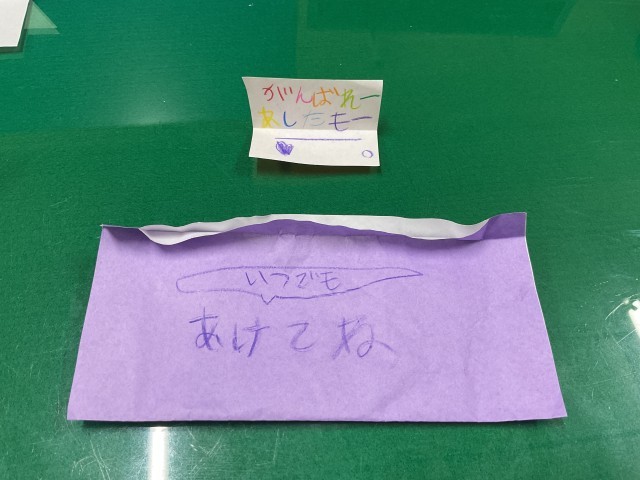 がんばれー
あしたもー
いつでも
あけてね